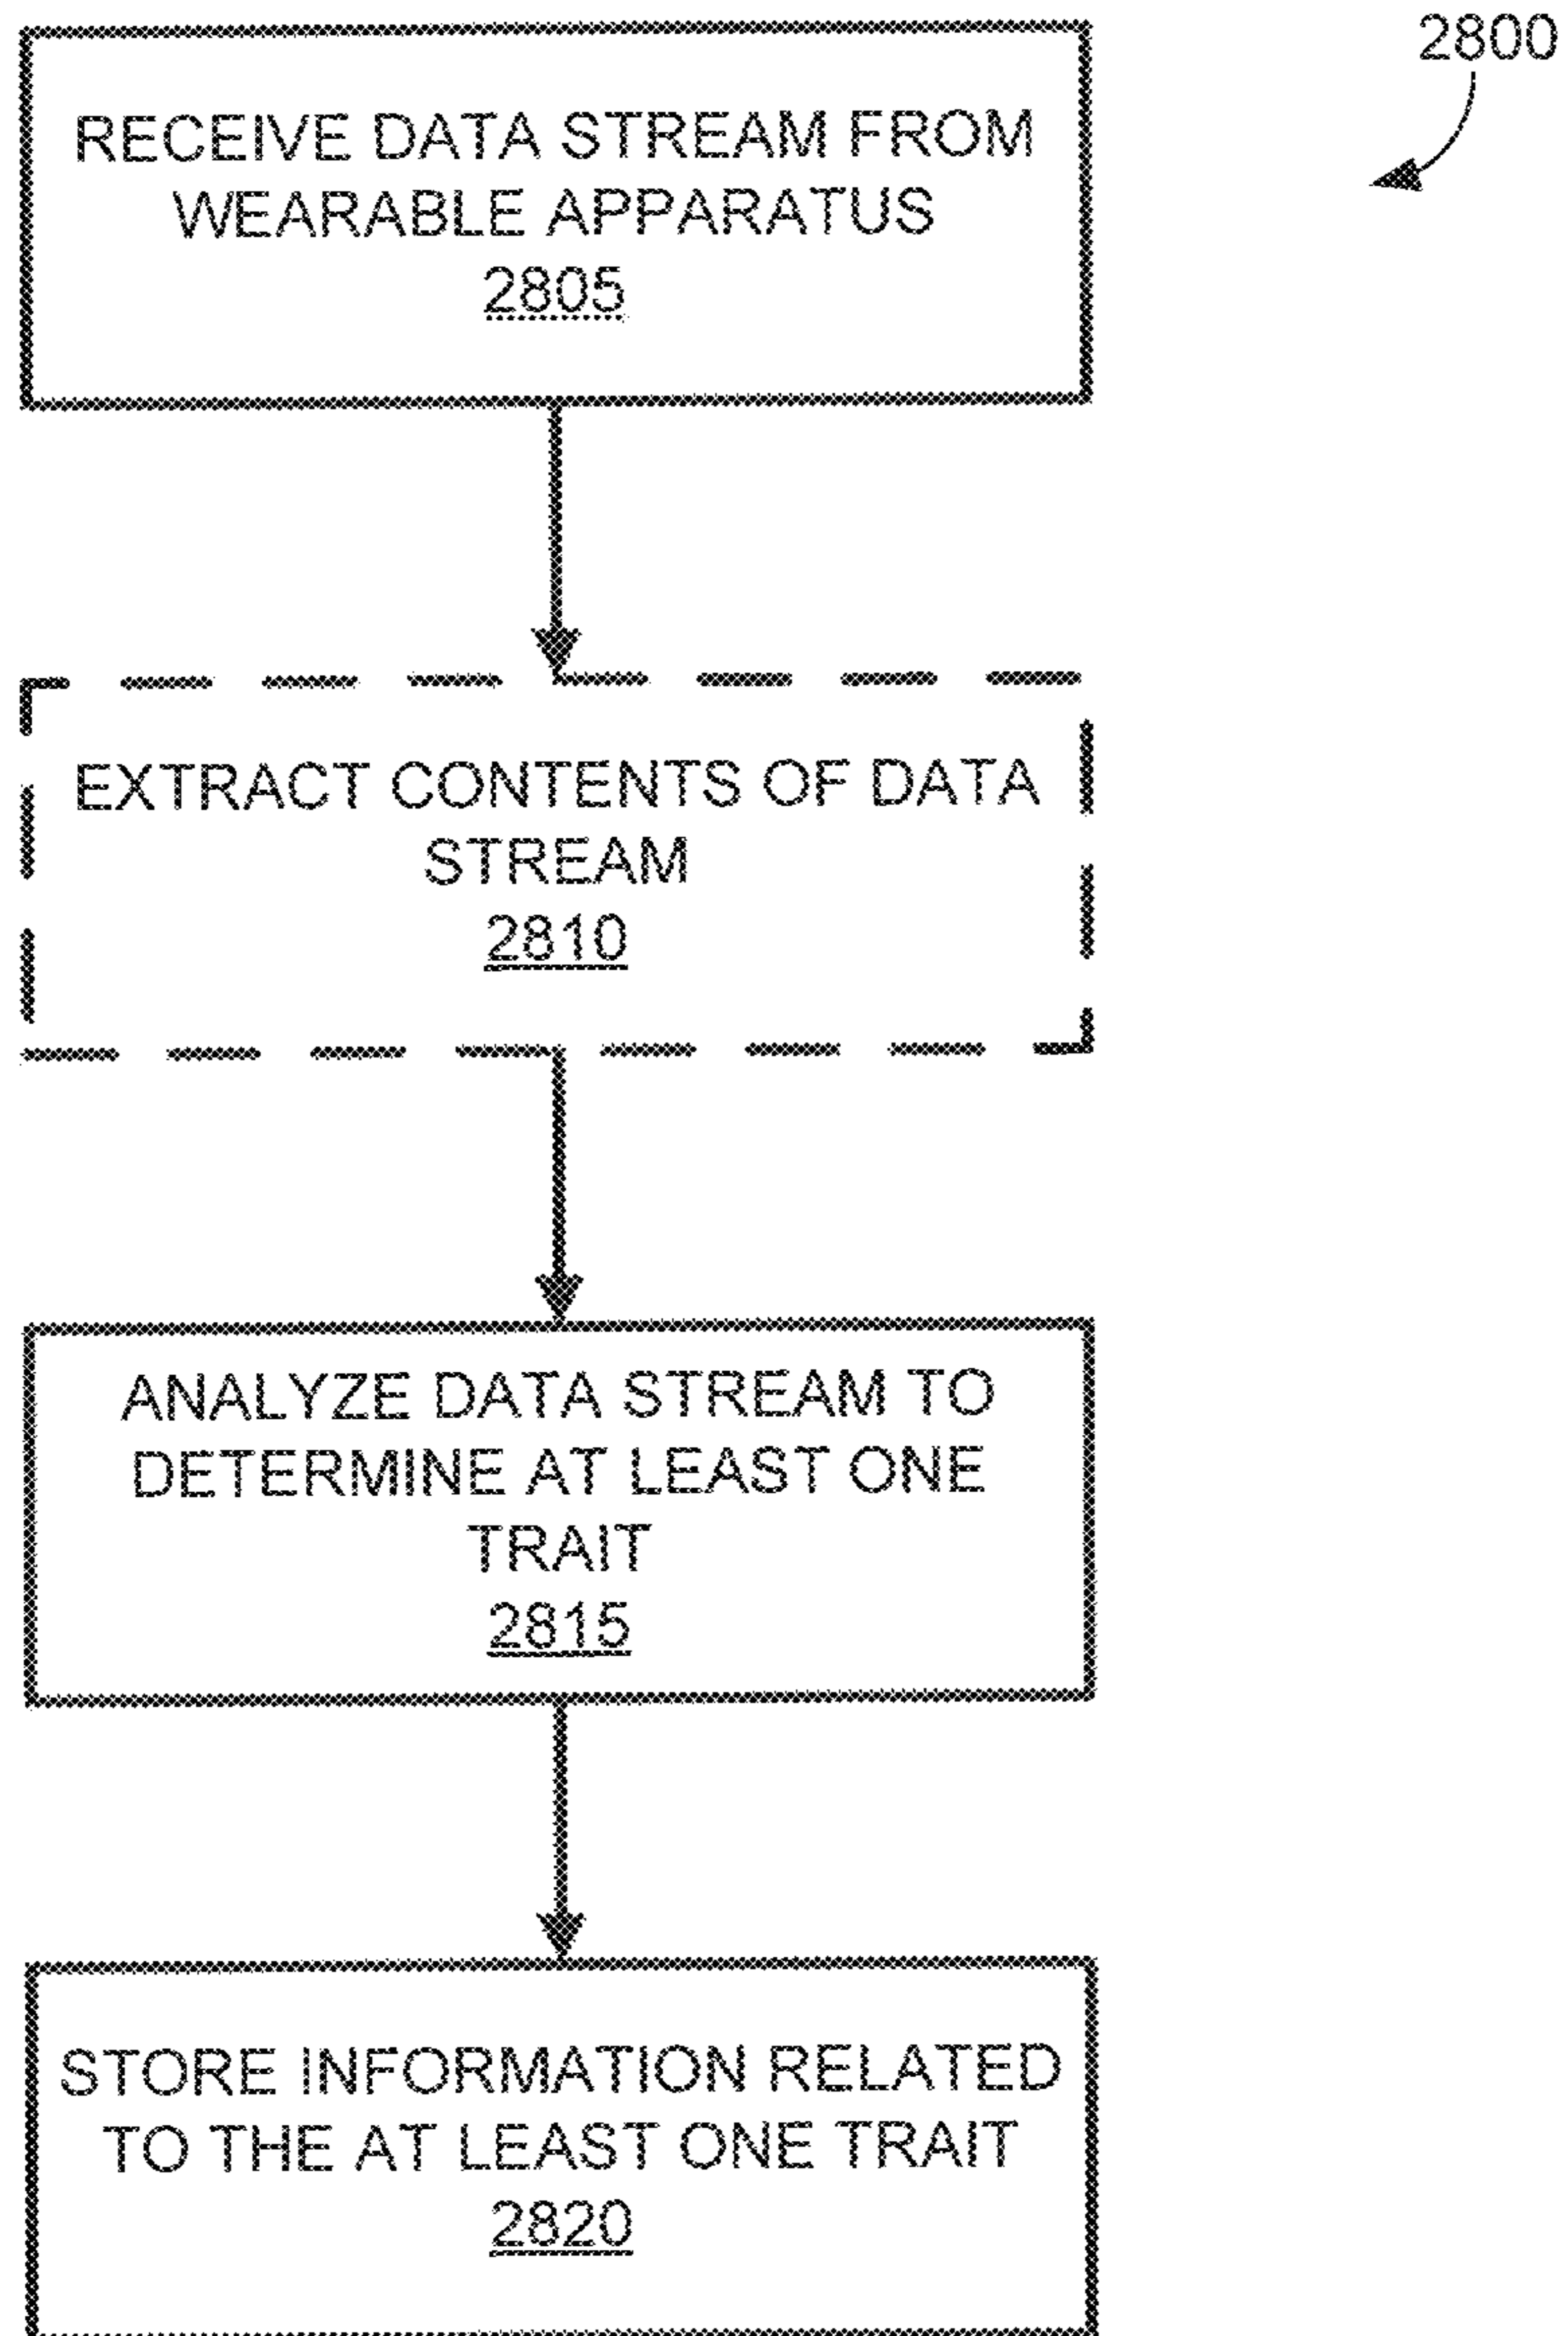 2800
RECEIVE DATA STREAM FROM
WEARABLE APPARATUS
2805
EXTRACT CONTENTS OF DATA
STREAM
2810
ANALYZE DATA STREAM TO
DETERMINE AT LEAST ONE
TRAIT
2815
STORE INFORMATION RELATED
TO THE AT LEAST ONE TRAIT
2820